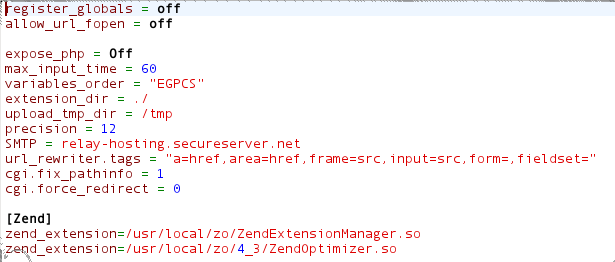 register_globals = off
allow_url_fopen = off
expose_php = Off
max_input_time = 60
variables_order = "EGPCS"
extension_dir = ./
upload_tmp_dir = /tmp
precision = 12
SMTP = relay-hosting.secureserver.net
url_rewriter.tags = "a=href,area=href,frame=src,input=src,form=,fieldset="
cgi.fix_pathinfo = 1
cgi.force_redirect = 0
[Zend]
zend_extension=/usr/local/zo/ZendExtensionManager.so
zend_extension=/usr/local/zo/4_3/ZendOptimizer.so